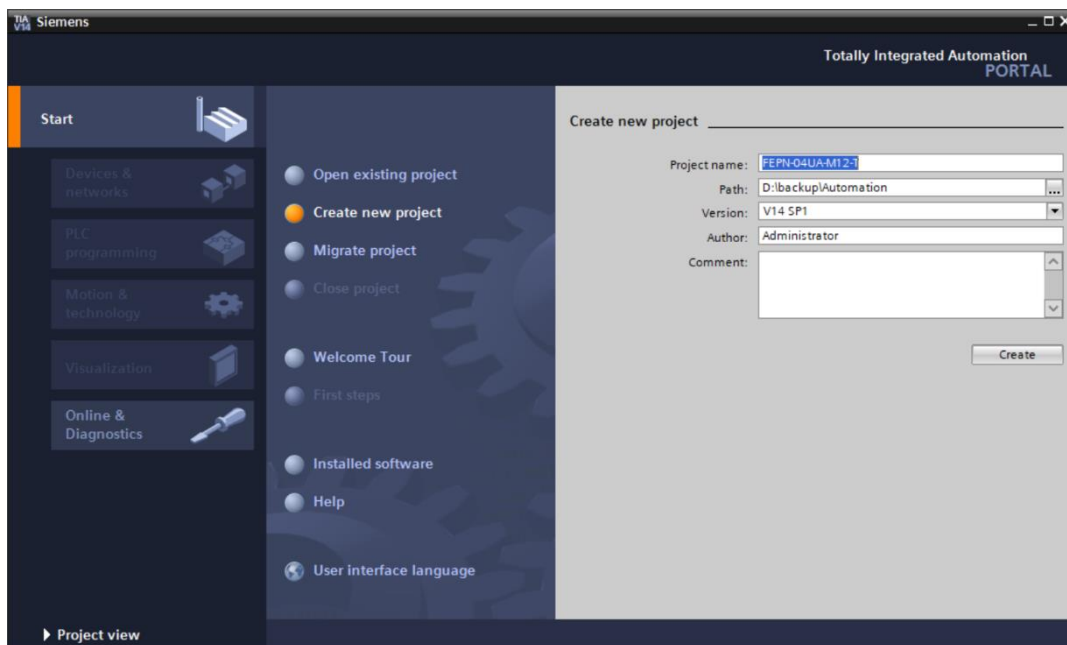 TIA V14 Siemens
Totally Integrated Automation
PORTAL
Start
Devices &
networks
PLC
programming
Motion &
technology
Visualization
Online &
Diagnostics
Project view
Open existing project
Create new project
Migrate project
Close project
Welcome Tour
First steps
Installed software
Help
User interface language
Create new project
Project name: FEPN-04UA-M12-T
Path: D:\backup\Automation
...
Version: V14 SP1
Author: Administrator
Comment:
Create